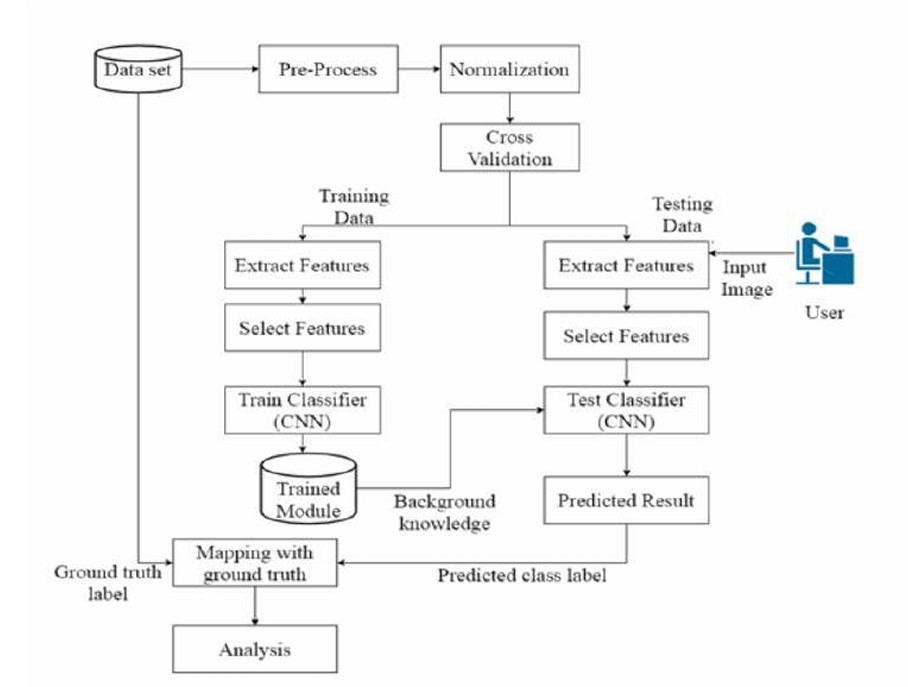 Data set
Pre-Process
Normalization
Cross
Validation
Training
Data
Testing
Data
Extract Features
Extract Features
Input
Image
User
Select Features
Select Features
Train Classifier
(CNN)
Test Classifier
(CNN)
Trained
Module
Background
knowledge
Predicted Result
Mapping with
ground truth
Ground truth
label
Predicted class label
Analysis